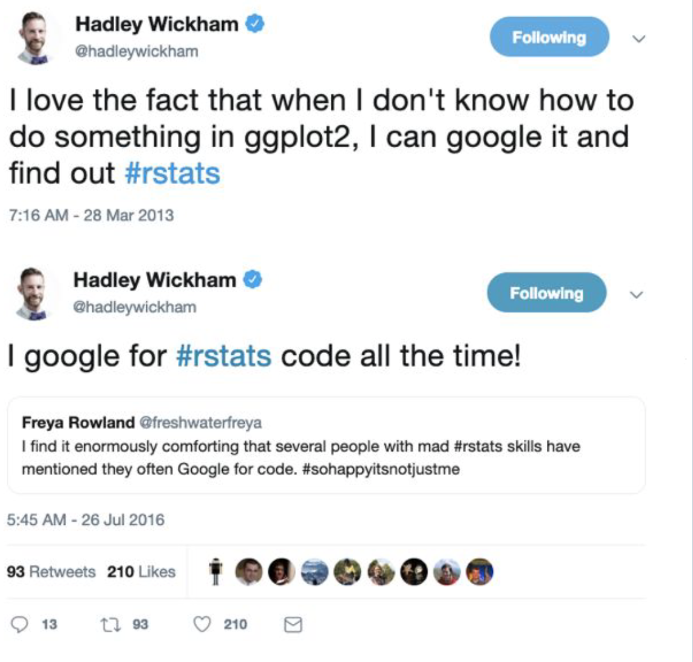 Hadley Wickham
Following
@hadleywickham
I love the fact that when I don't know how to
do something in ggplot2, I can google it and
find out #rstats
7:16 AM - 28 Mar 2013
Hadley Wickham
Following
@hadleywickham
I google for #rstats code all the time!
Freya Rowland @freshwaterfreya
I find it enormously comforting that several people with mad #rstats skills have
mentioned they often Google for code. #sohappyitsnotjustme
5:45 AM - 26 Jul 2016
93 Retweets 210 Likes
13 93 210